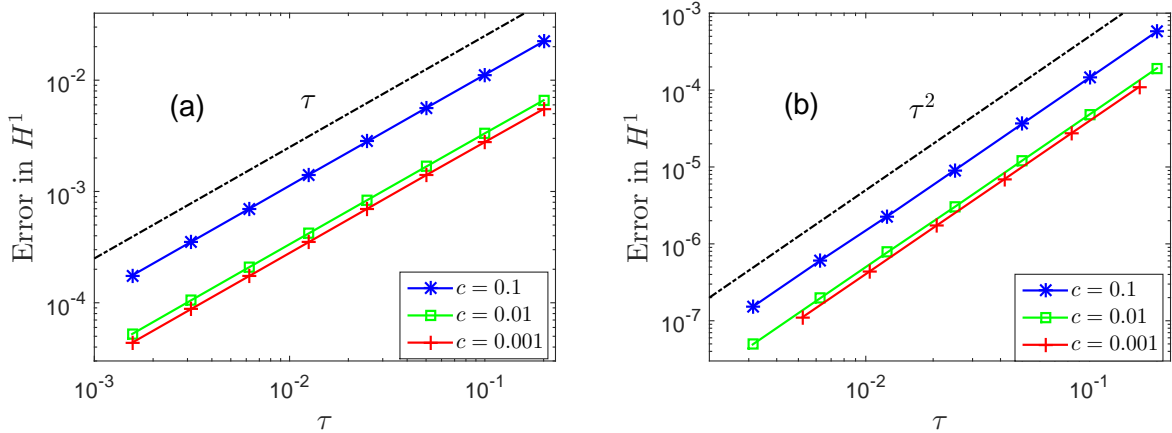 (a)
τ
Error in H^1
10^-2
10^-3
10^-4
10^-3
10^-2
10^-1
τ
c = 0.1
c = 0.01
c = 0.001
(b)
τ^2
Error in H^1
10^-3
10^-4
10^-5
10^-6
10^-7
10^-2
10^-1
τ
c = 0.1
c = 0.01
c = 0.001